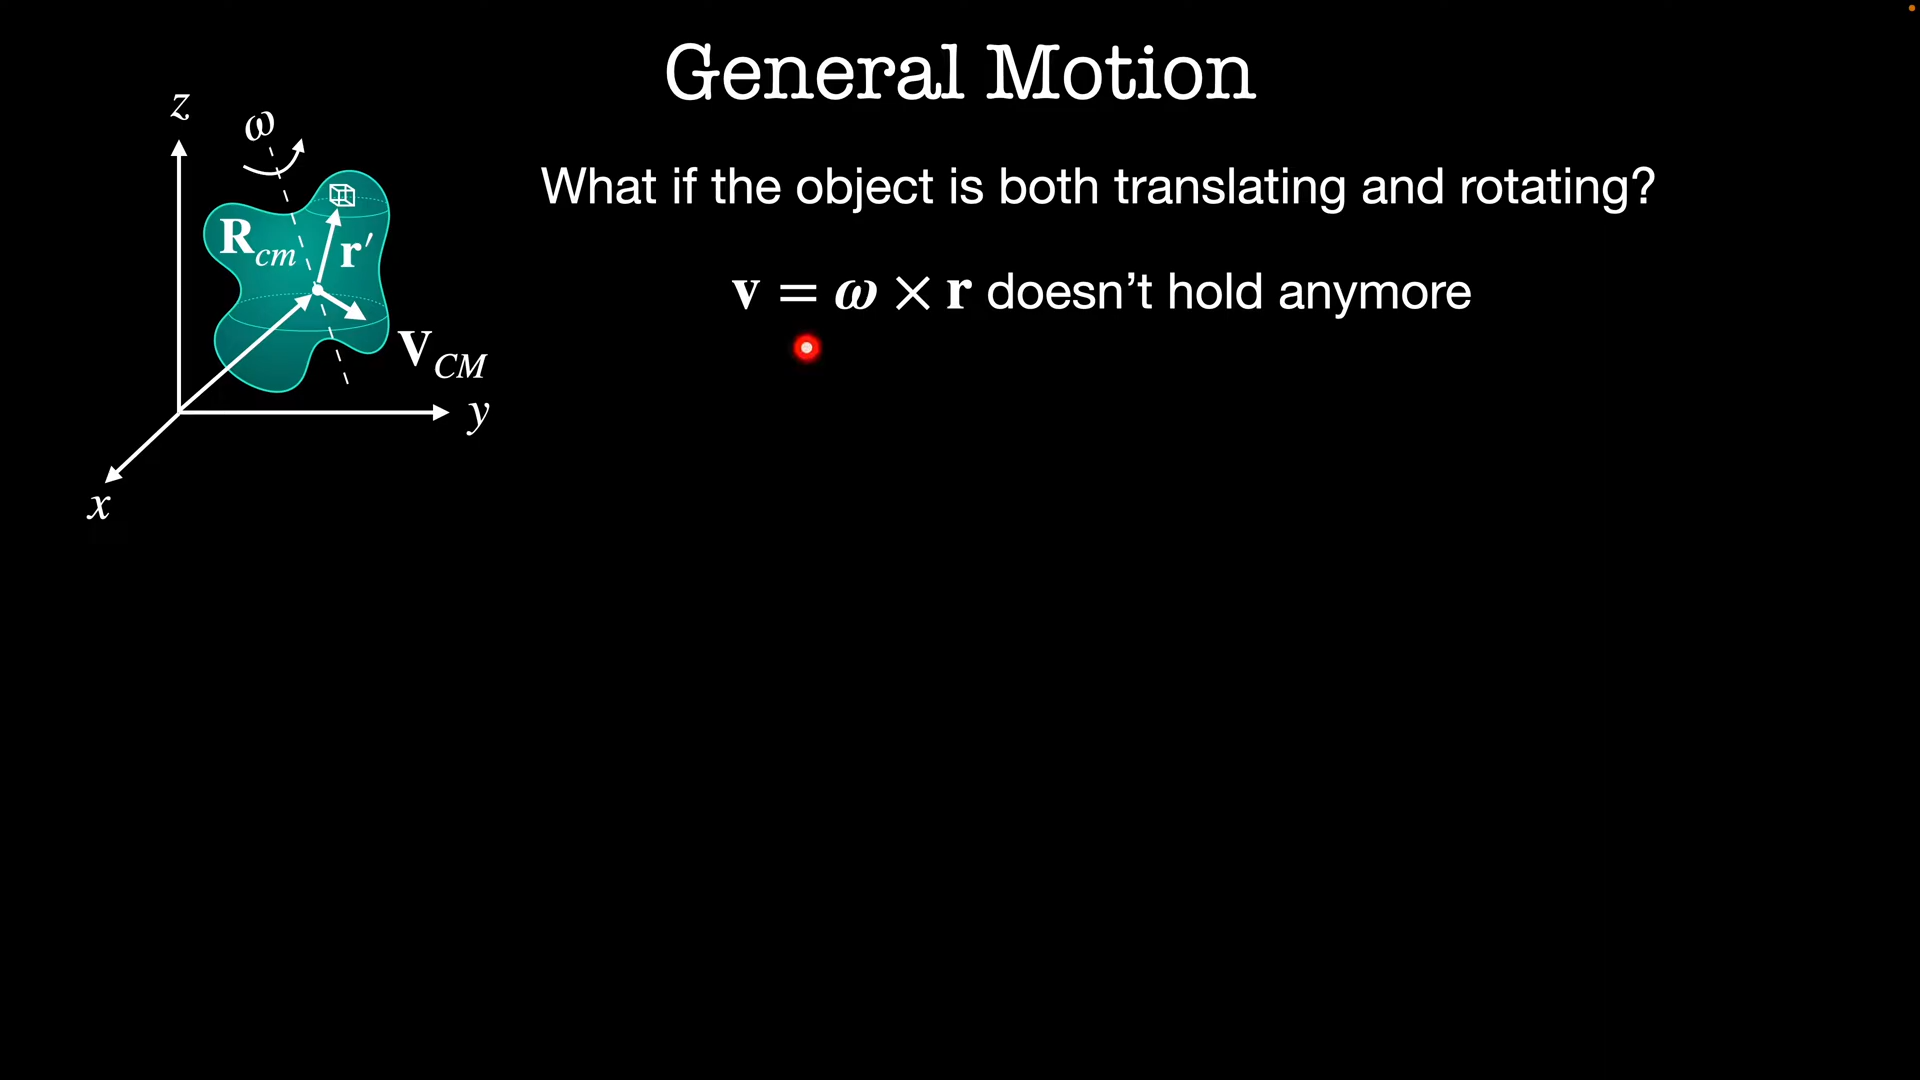 General Motion
What if the object is both translating and rotating?
v = ω × r doesn’t hold anymore
z
ω
R_cm
r′
V_CM
y
x